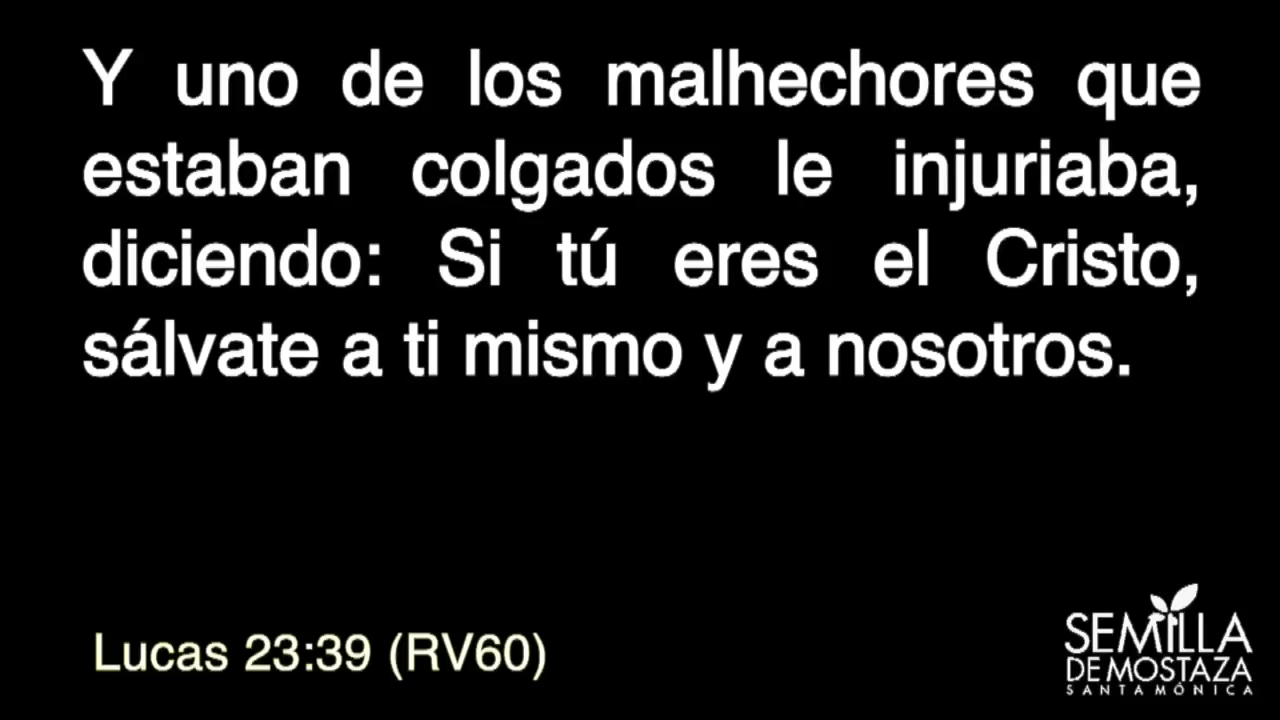 Y uno de los malhechores que
estaban colgados le injuriaba,
diciendo: Si tú eres el Cristo,
sálvate a ti mismo y a nosotros.
Lucas 23:39 (RV60)
SEMILLA
DE MOSTAZA
SANTA MÓNICA